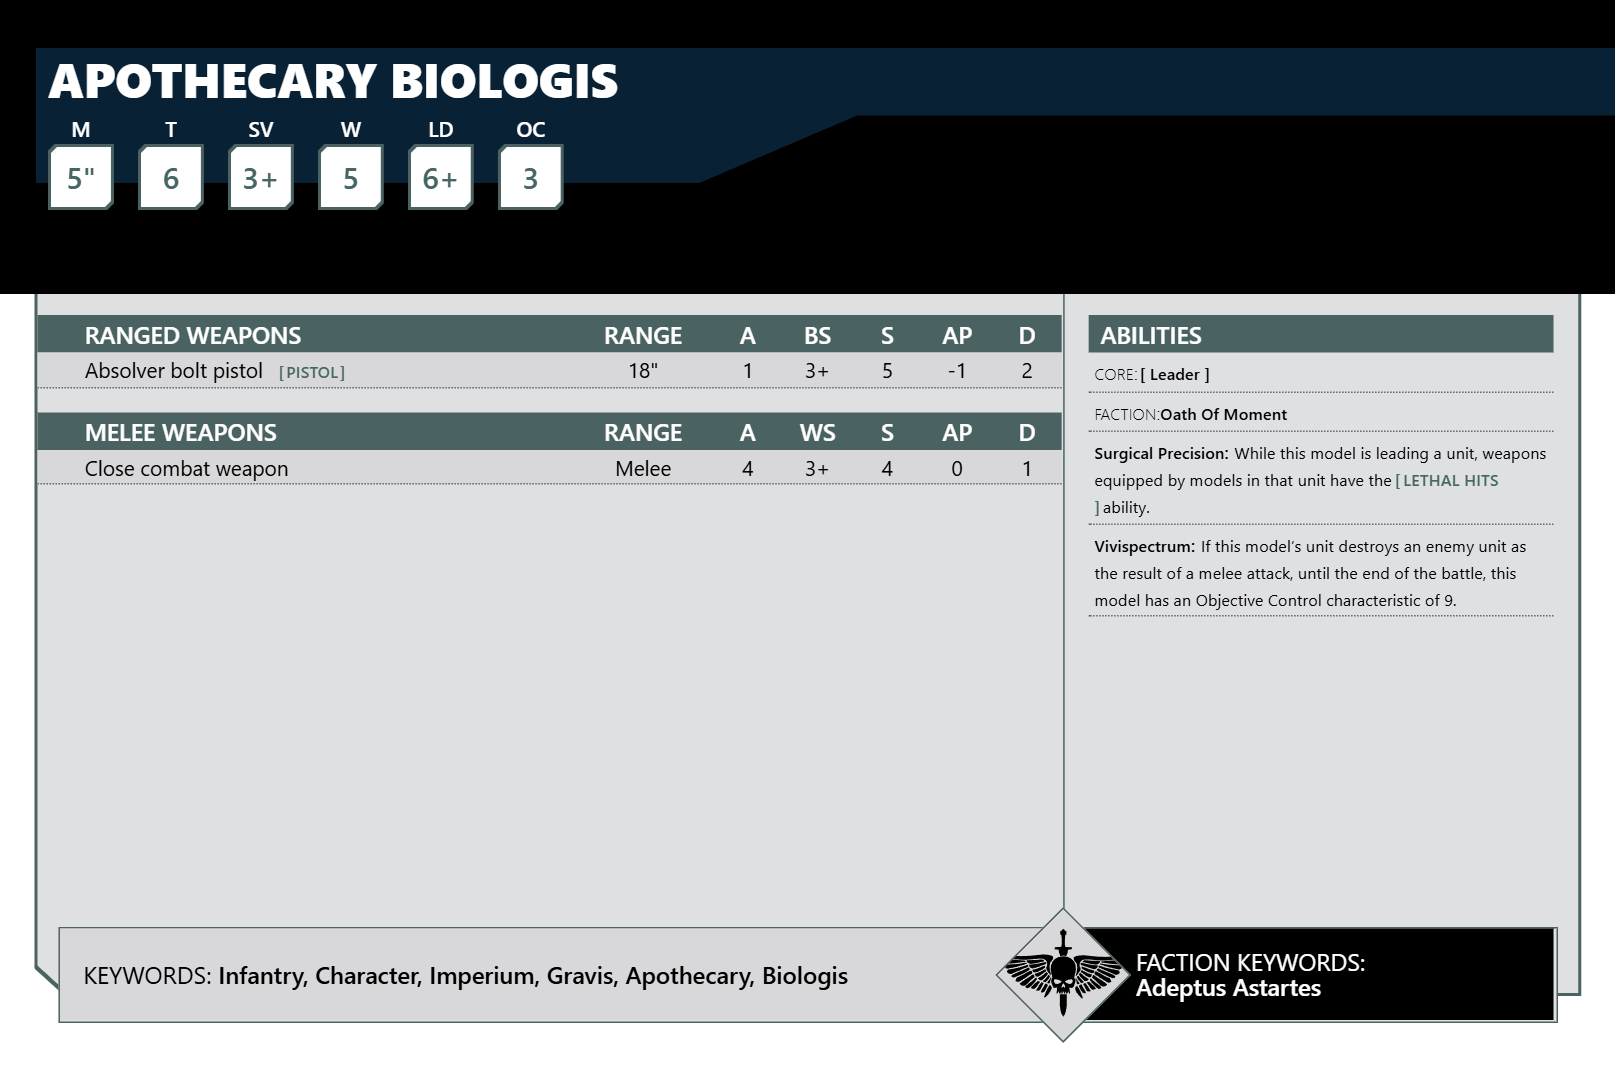 APOTHECARY BIOLOGIS
M T SV W LD OC
5" 6 3+ 5 6+ 3
RANGED WEAPONS RANGE A BS S AP D
Absolver bolt pistol [PISTOL] 18" 1 3+ 5 -1 2
MELEE WEAPONS RANGE A WS S AP D
Close combat weapon Melee 4 3+ 4 0 1
ABILITIES
CORE:[ Leader ]
FACTION:Oath Of Moment
Surgical Precision: While this model is leading a unit, weapons
equipped by models in that unit have the [ LETHAL HITS
] ability.
Vivispectrum: If this model’s unit destroys an enemy unit as
the result of a melee attack, until the end of the battle, this
model has an Objective Control characteristic of 9.
KEYWORDS: Infantry, Character, Imperium, Gravis, Apothecary, Biologis
FACTION KEYWORDS:
Adeptus Astartes